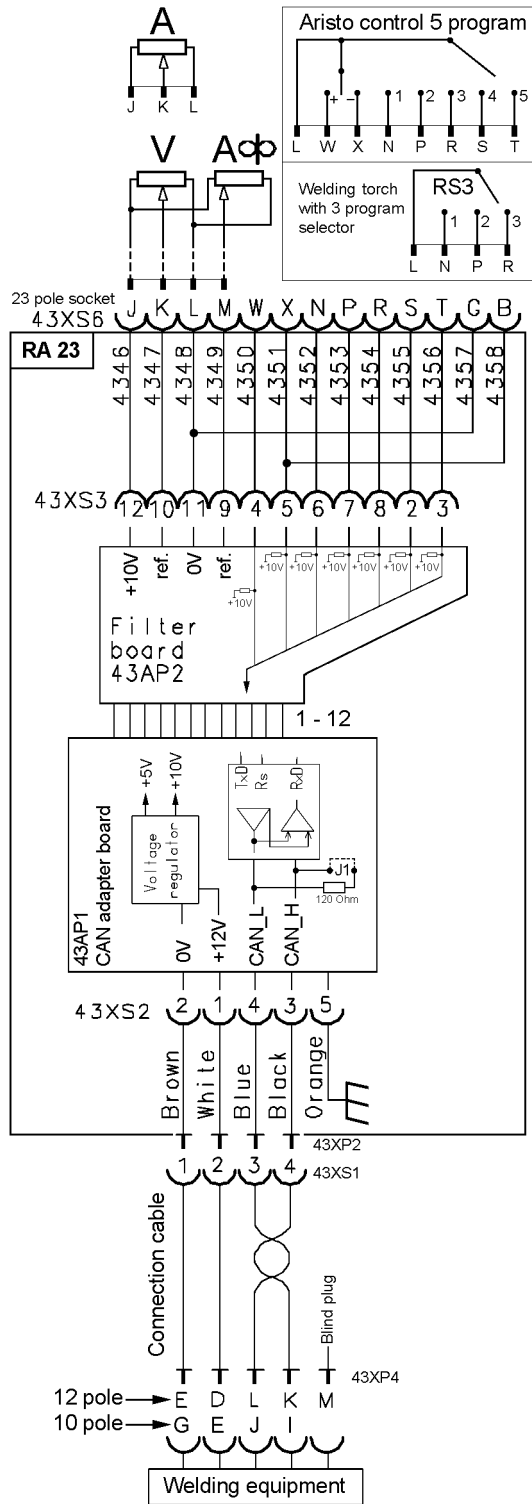 A
J K L
Aristo control 5 program
+ - 1 2 3 4 5
L W X N P R S T
V A
Welding torch
with 3 program
selector
RS3
1 2 3
L N P R
23 pole socket
43XS6
J K L M W X N P R S T G B
RA 23
4346 4347 4348 4349 4350 4351 4352 4353 4354 4355 4356 4357 4358
43XS3
12 10 11 9 4 5 6 7 8 2 3
+10V ref. 0V ref.
+10V +10V +10V +10V +10V +10V
+10V
Filter
board
43AP2
1 - 12
+5V +10V
TxD Rs RxD
Voltage
regulator
J1
120 Ohm
43AP1
CAN adapter board
0V +12V CAN_L CAN_H
43XS2
2 1 4 3 5
Brown White Blue Black Orange
43XP2
1 2 3 4
43XS1
Connection cable
Blind plug
43XP4
12 pole E D L K M
10 pole G E J I
Welding equipment